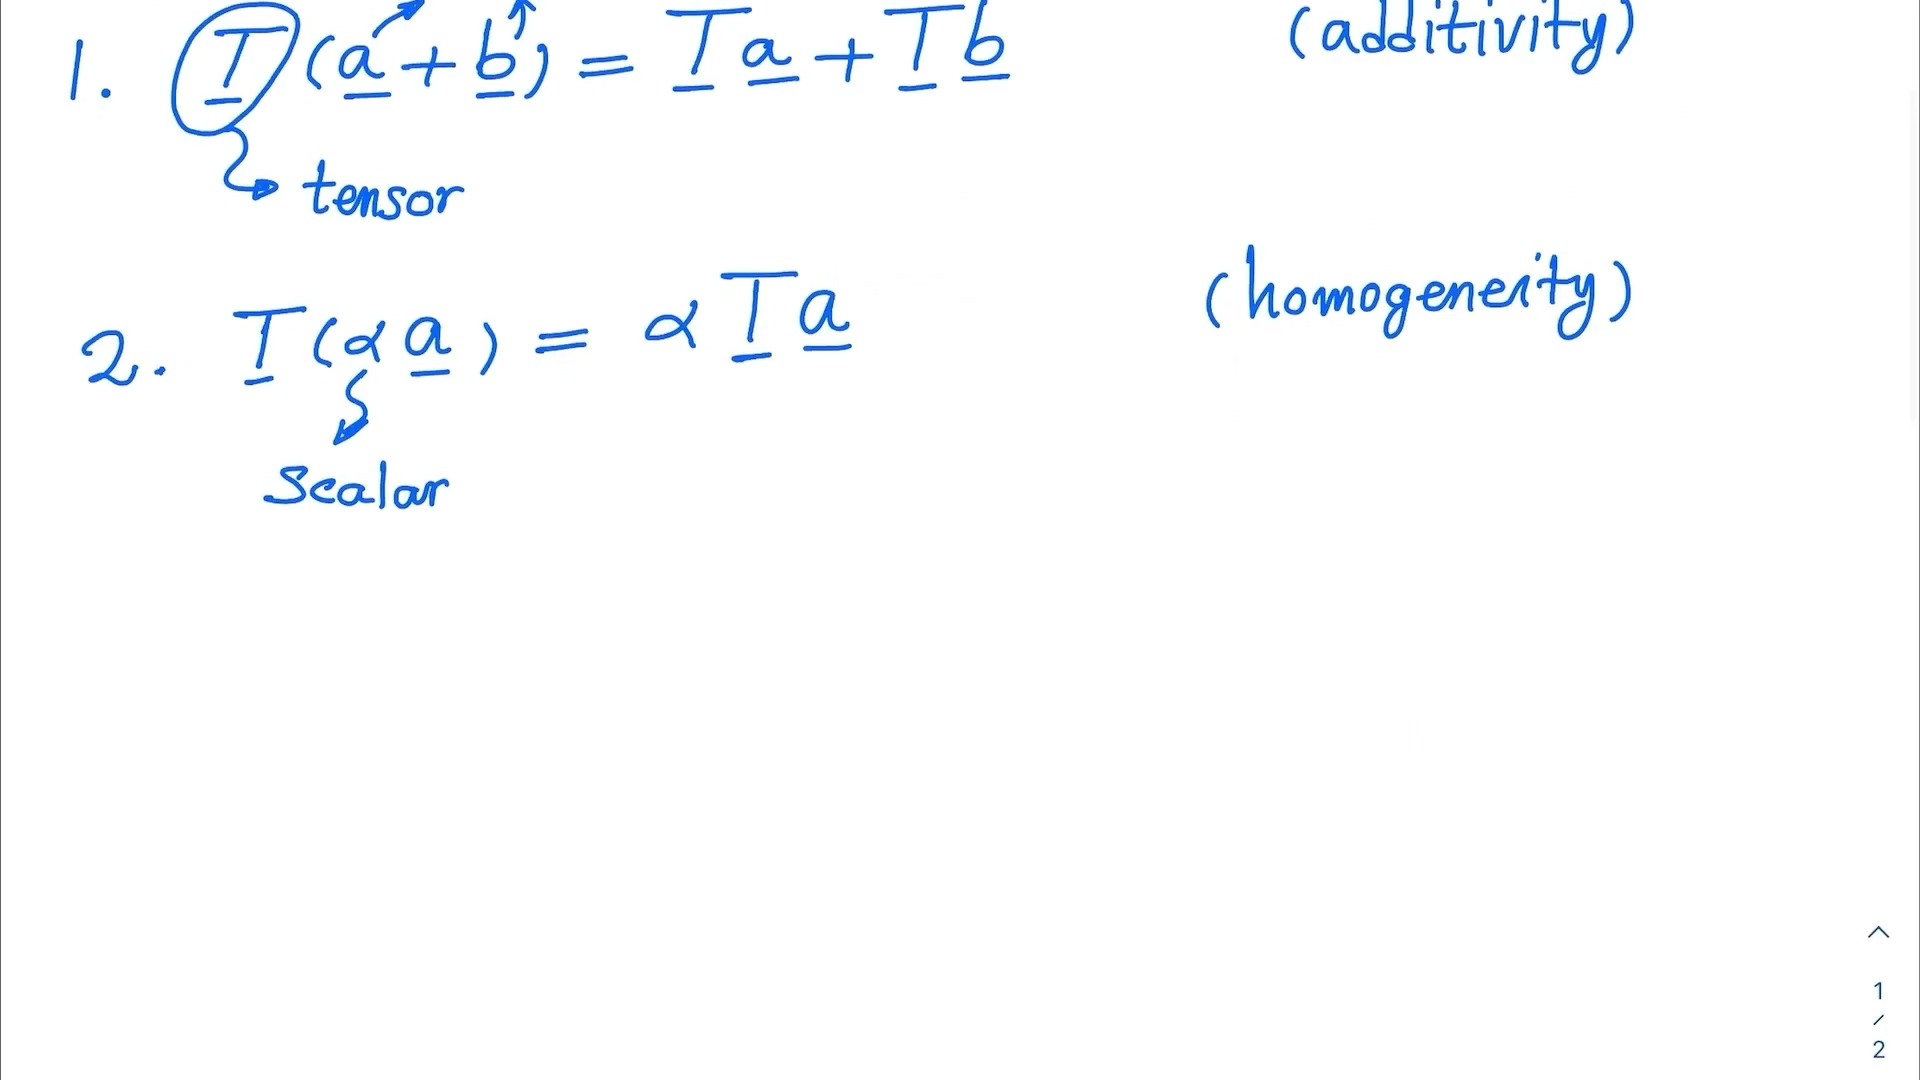 1. T(a + b) = Ta + Tb (additivity)
tensor
2. T(αa) = αTa (homogeneity)
Scalar
1
/
2